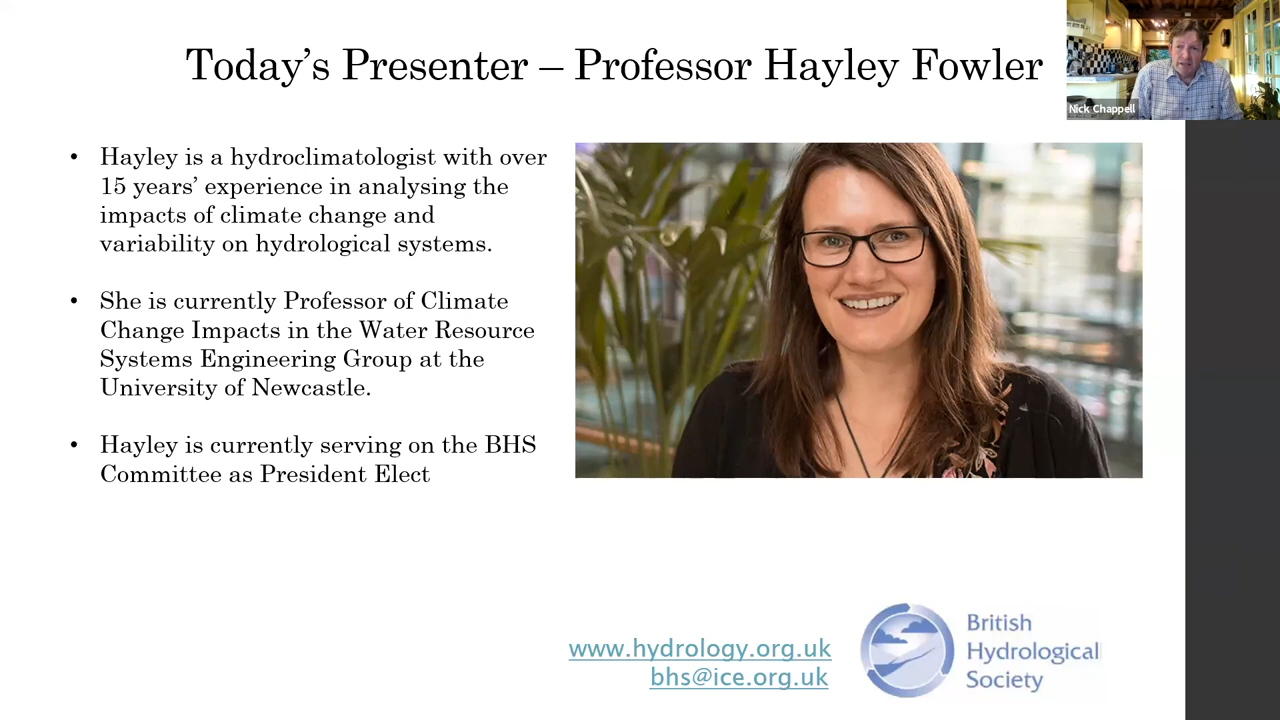 Today’s Presenter – Professor Hayley Fowler
Nick Chappell
• Hayley is a hydroclimatologist with over
15 years’ experience in analysing the
impacts of climate change and
variability on hydrological systems.
• She is currently Professor of Climate
Change Impacts in the Water Resource
Systems Engineering Group at the
University of Newcastle.
• Hayley is currently serving on the BHS
Committee as President Elect
www.hydrology.org.uk
bhs@ice.org.uk
British
Hydrological
Society